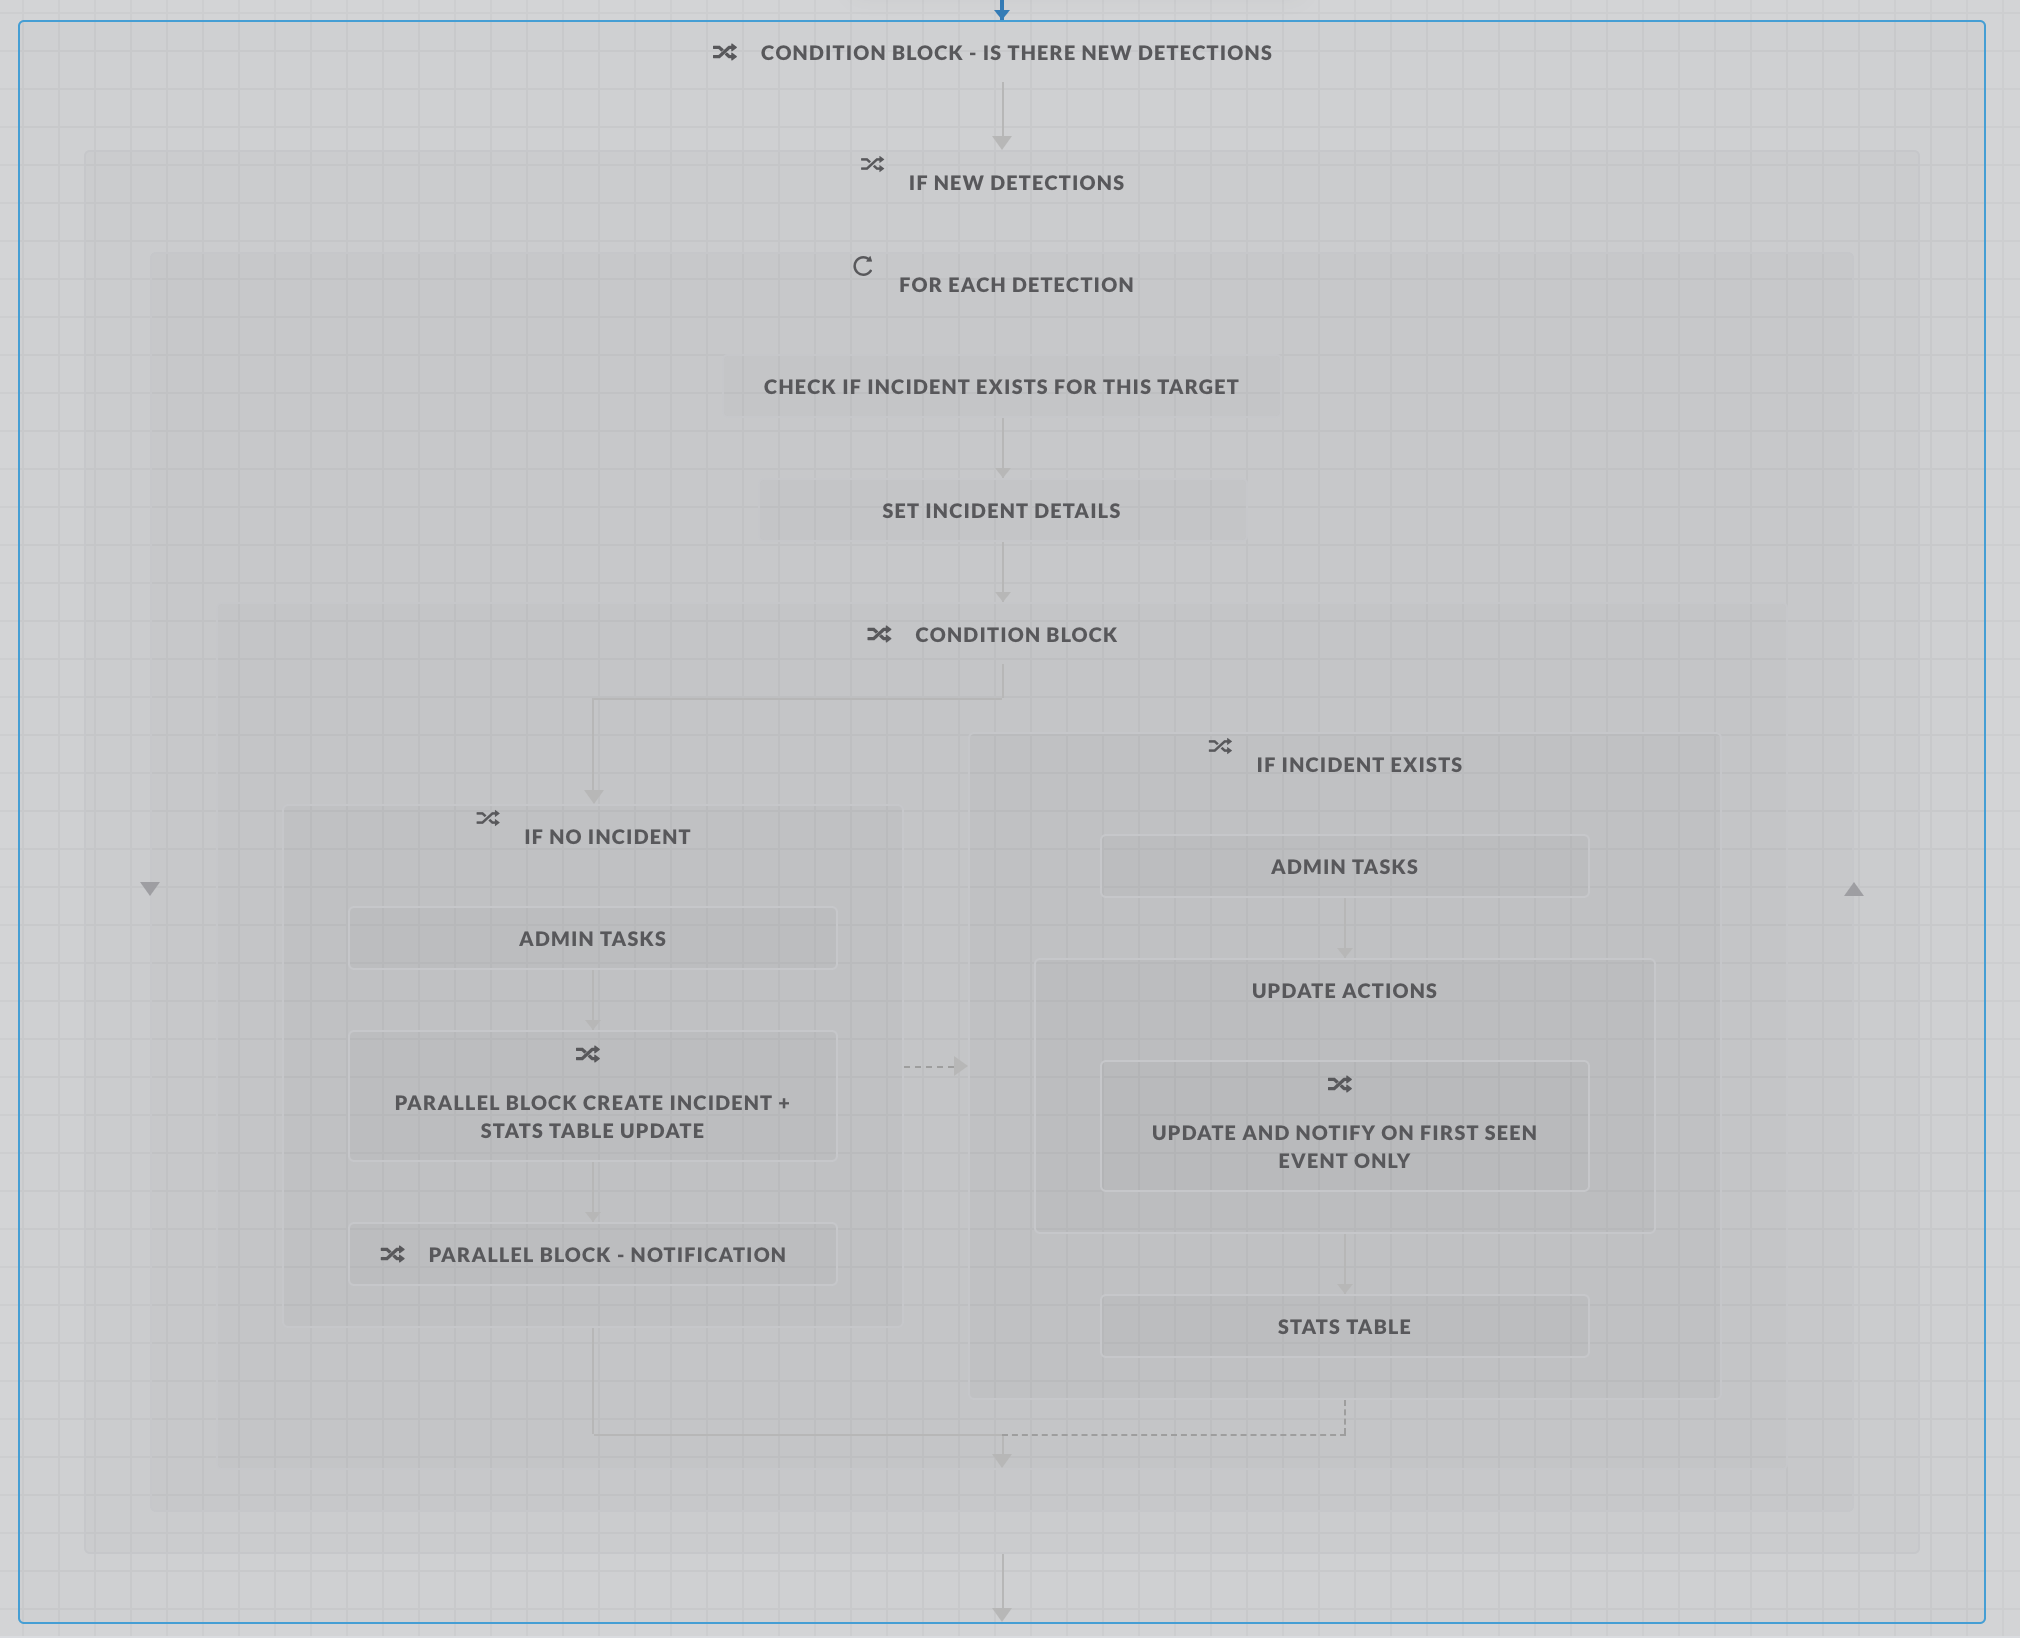 CONDITION BLOCK - IS THERE NEW DETECTIONS
IF NEW DETECTIONS
FOR EACH DETECTION
CHECK IF INCIDENT EXISTS FOR THIS TARGET
SET INCIDENT DETAILS
CONDITION BLOCK
IF NO INCIDENT
ADMIN TASKS
PARALLEL BLOCK CREATE INCIDENT +
STATS TABLE UPDATE
PARALLEL BLOCK - NOTIFICATION
IF INCIDENT EXISTS
ADMIN TASKS
UPDATE ACTIONS
UPDATE AND NOTIFY ON FIRST SEEN
EVENT ONLY
STATS TABLE